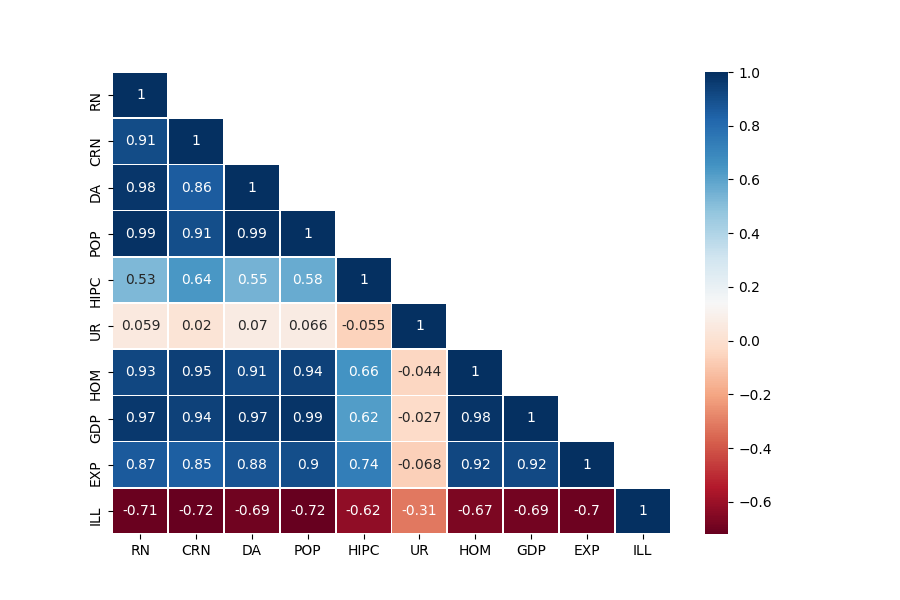 RN 1
CRN 0.91 1
DA 0.98 0.86 1
POP 0.99 0.91 0.99 1
HIPC 0.53 0.64 0.55 0.58 1
UR 0.059 0.02 0.07 0.066 -0.055 1
HOM 0.93 0.95 0.91 0.94 0.66 -0.044 1
GDP 0.97 0.94 0.97 0.99 0.62 -0.027 0.98 1
EXP 0.87 0.85 0.88 0.9 0.74 -0.068 0.92 0.92 1
ILL -0.71 -0.72 -0.69 -0.72 -0.62 -0.31 -0.67 -0.69 -0.7 1
RN CRN DA POP HIPC UR HOM GDP EXP ILL
1.0
0.8
0.6
0.4
0.2
0.0
−0.2
−0.4
−0.6